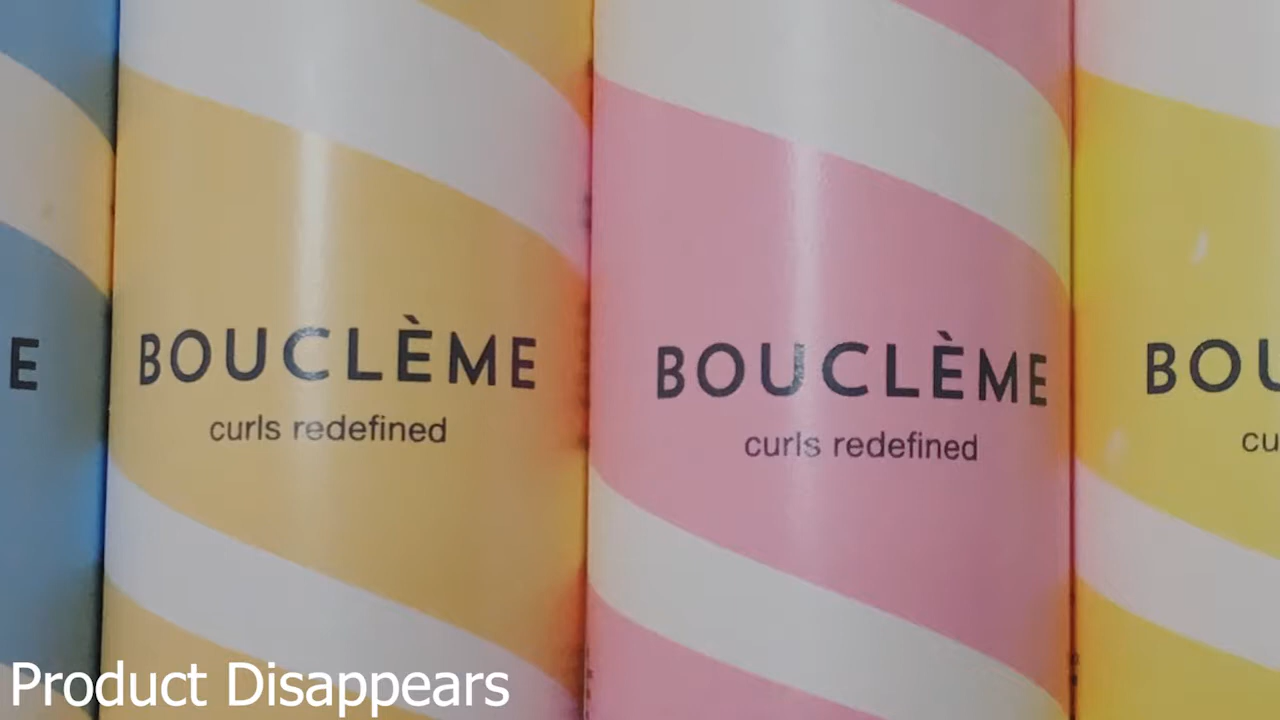 E
BOUCLÈME
curls redefined
BOUCLÈME
curls redefined
BOU
cu
Product Disappears